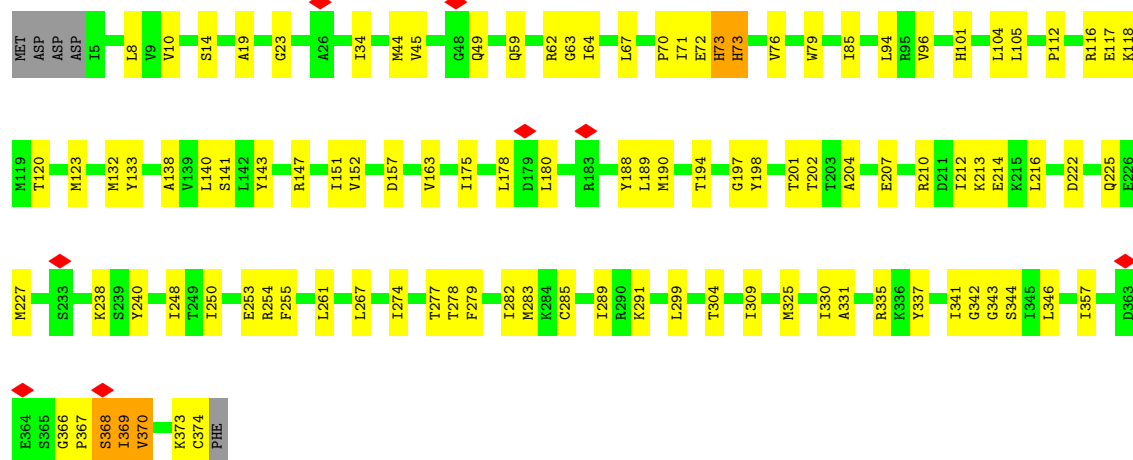 MET ASP ASP ASP I5 L8 V9 V10 S14 A19 G23 A26 I34 M44 V45 G48 Q49 Q59 R62 G63 I64 L67 P70 I71 E72 H73 H73 V76 W79 I85 L94 R95 V96 H101 L104 L105 P112 R116 E117 K118
M119 T120 M123 M132 Y133 A138 V139 L140 S141 L142 Y143 R147 I151 V152 D157 V163 I175 L178 D179 L180 R183 Y188 L189 M190 T194 G197 Y198 T201 T202 T203 A204 E207 R210 D211 I212 K213 E214 K215 L216 D222 Q225 E226
M227 S233 K238 S239 Y240 I248 T249 I250 E253 R254 F255 L261 L267 I274 T277 T278 F279 I282 M283 K284 C285 I289 R290 K291 L299 T304 I309 M325 I330 A331 R335 K336 Y337 I341 G342 G343 S344 I345 L346 I357 D363
E364 S365 G366 P367 S368 I369 V370 K373 C374 PHE